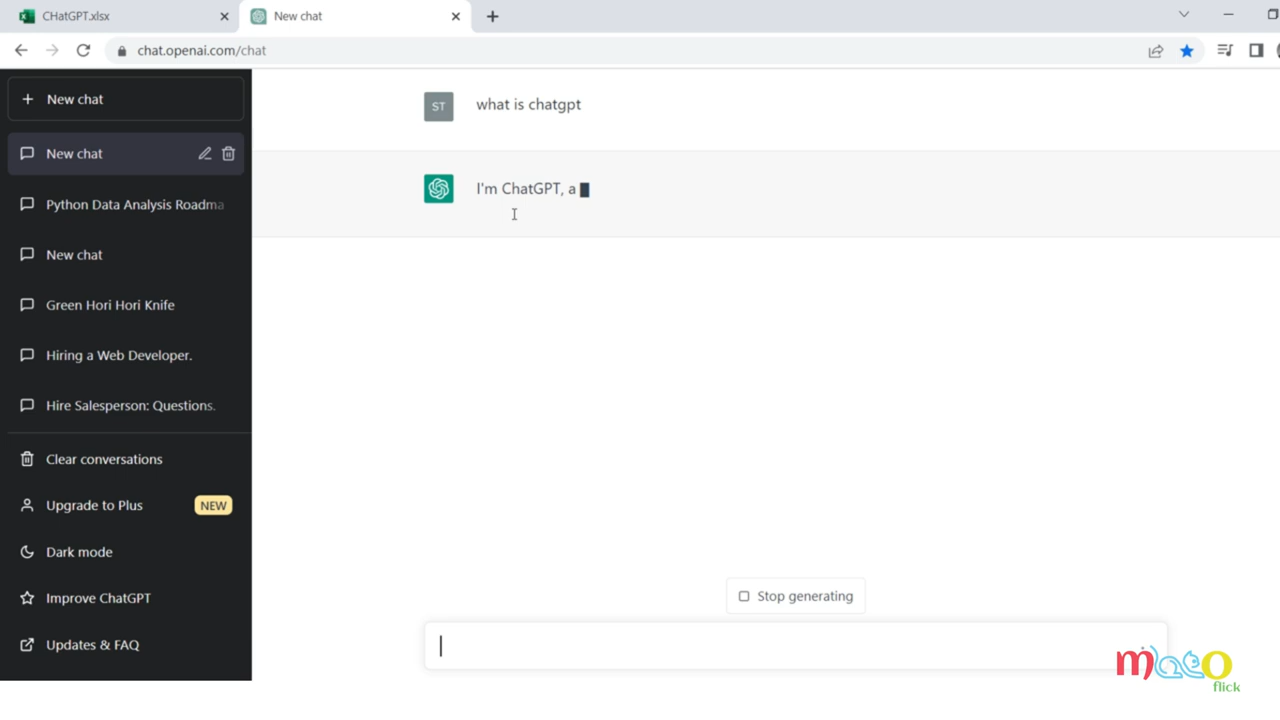 CHatGPT.xlsx
New chat
chat.openai.com/chat
New chat
New chat
Python Data Analysis Roadma
New chat
Green Hori Hori Knife
Hiring a Web Developer.
Hire Salesperson: Questions.
Clear conversations
Upgrade to Plus NEW
Dark mode
Improve ChatGPT
Updates & FAQ
ST what is chatgpt
I'm ChatGPT, a
Stop generating
flick